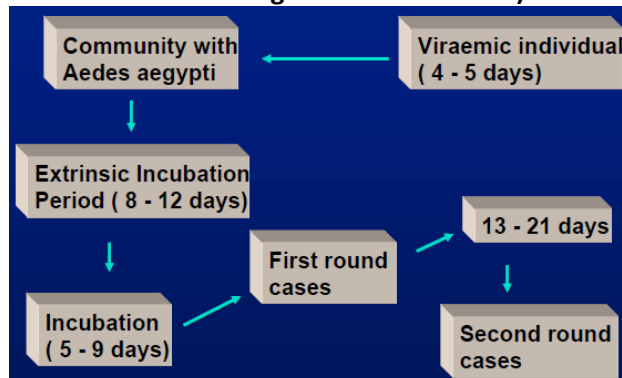 Community with
Aedes aegypti
Viraemic individual
( 4 - 5 days)
Extrinsic Incubation
Period ( 8 - 12 days)
Incubation
( 5 - 9 days)
First round
cases
13 - 21 days
Second round
cases